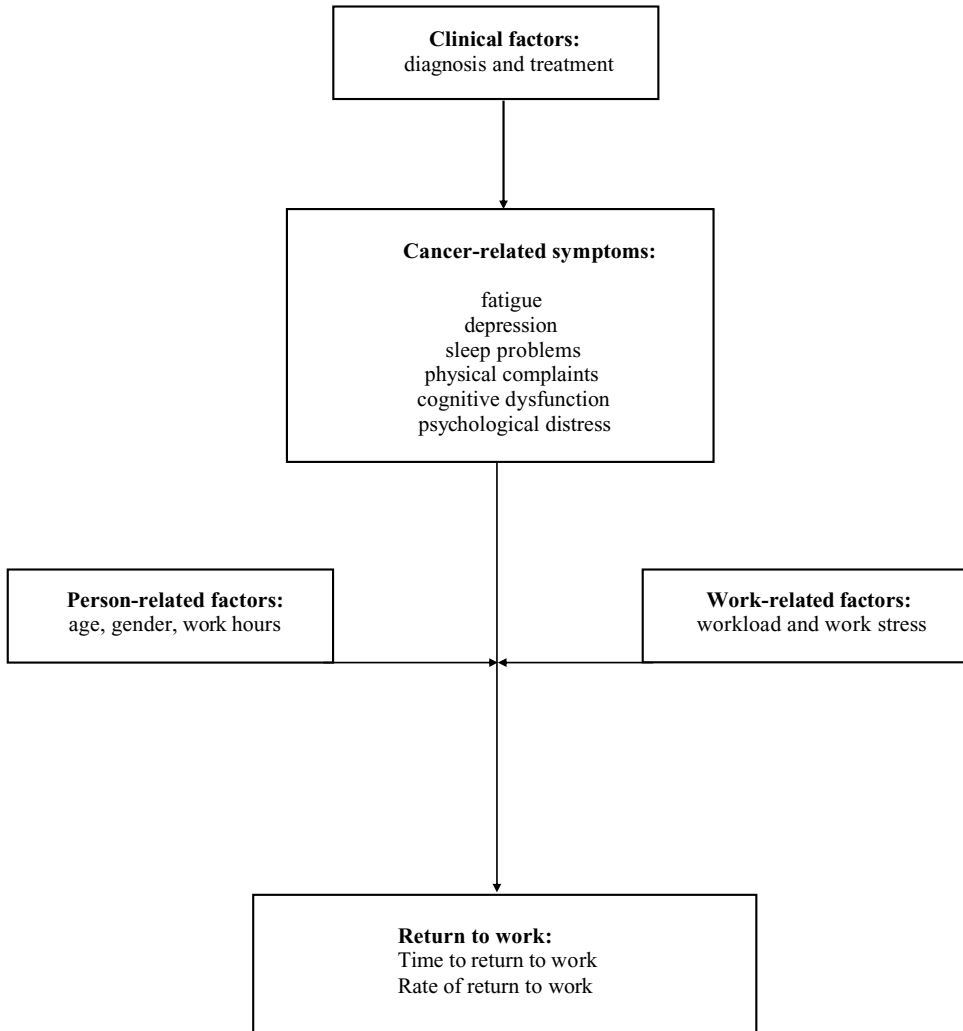 Clinical factors:
diagnosis and treatment
Cancer-related symptoms:
fatigue
depression
sleep problems
physical complaints
cognitive dysfunction
psychological distress
Person-related factors:
age, gender, work hours
Work-related factors:
workload and work stress
Return to work:
Time to return to work
Rate of return to work